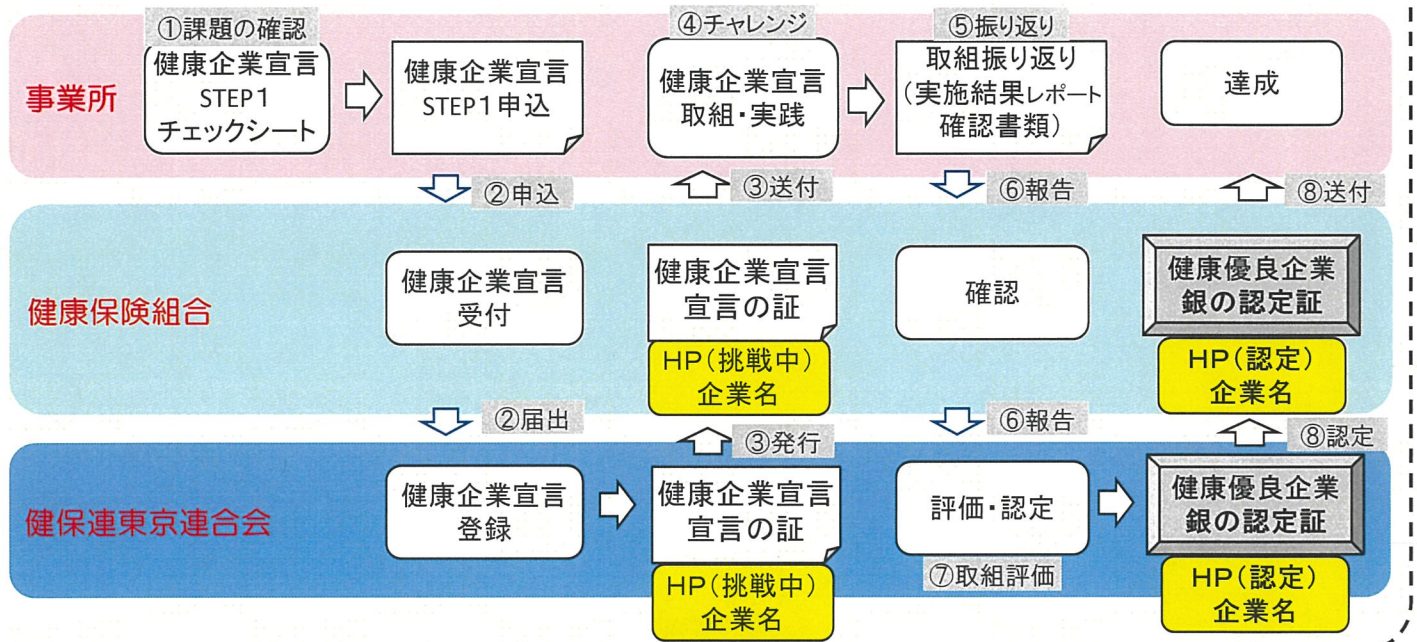 事業所
①課題の確認
健康企業宣言
STEP1
チェックシート
健康企業宣言
STEP1申込
④チャレンジ
健康企業宣言
取組・実践
⑤振り返り
取組振り返り
(実施結果レポート
確認書類)
達成
②申込
③送付
⑥報告
⑧送付
健康保険組合
健康企業宣言
受付
健康企業宣言
宣言の証
HP(挑戦中)
企業名
確認
健康優良企業
銀の認定証
HP(認定)
企業名
②届出
③発行
⑥報告
⑧認定
健保連東京連合会
健康企業宣言
登録
健康企業宣言
宣言の証
HP(挑戦中)
企業名
評価・認定
⑦取組評価
健康優良企業
銀の認定証
HP(認定)
企業名